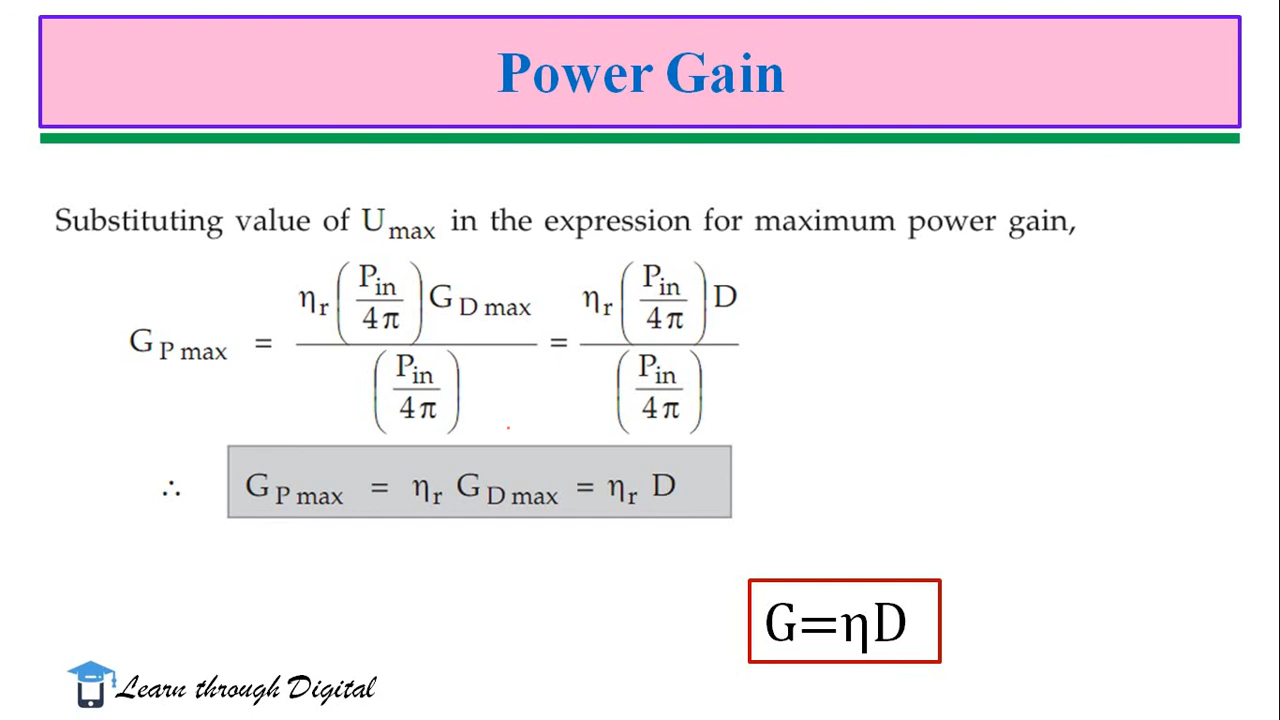 Power Gain
Substituting value of U_max in the expression for maximum power gain,
G_P max = η_r (P_in/4π) G_D max / (P_in/4π) = η_r (P_in/4π) D / (P_in/4π)
∴ G_P max = η_r G_D max = η_r D
G=ηD
Learn through Digital